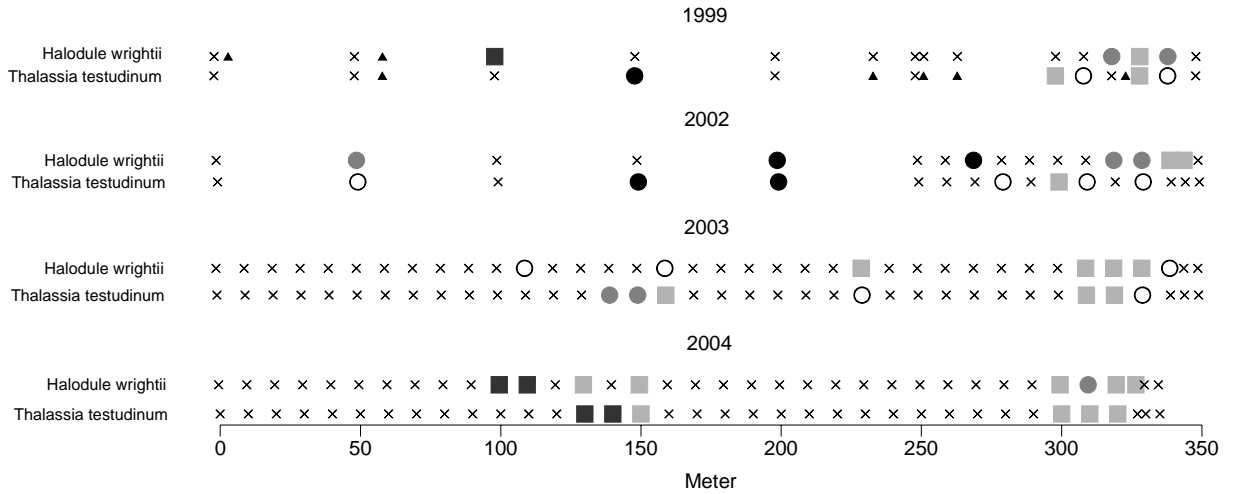 1999
Halodule wrightii
Thalassia testudinum
2002
Halodule wrightii
Thalassia testudinum
2003
Halodule wrightii
Thalassia testudinum
2004
Halodule wrightii
Thalassia testudinum
0 50 100 150 200 250 300 350
Meter